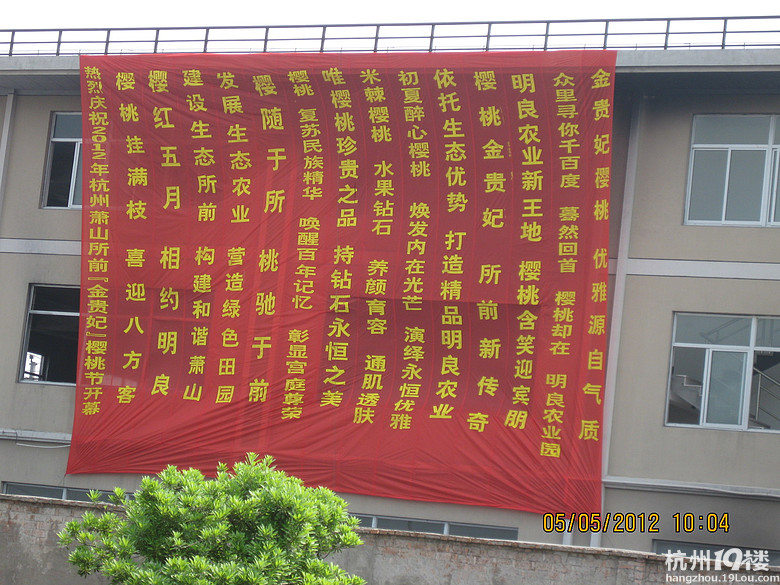 热烈庆祝2012年杭州萧山所前『金贵妃』樱桃节开幕
樱桃挂满枝 喜迎八方客
樱红五月 相约明良
建设生态所前 构建和谐萧山
发展生态农业 营造绿色田园
樱随于所 桃驰于前
樱桃,复苏民族精华 唤醒百年记忆 彰显宫庭尊荣
唯樱桃珍贵之品 持钻石永恒之美
米棘樱桃 水果钻石 养颜育容 通肌透肤
初夏醉心樱桃 焕发内在光芒 演绎永恒优雅
依托生态优势 打造精品明良农业
樱桃金贵妃 所前新传奇
明良农业新王地 樱桃含笑迎宾朋
众里寻你千百度 蓦然回首 樱桃却在 明良农业园
金贵妃樱桃 优雅源自气质
05/05/2012 10:04
杭州19楼
hangzhou.19lou.com